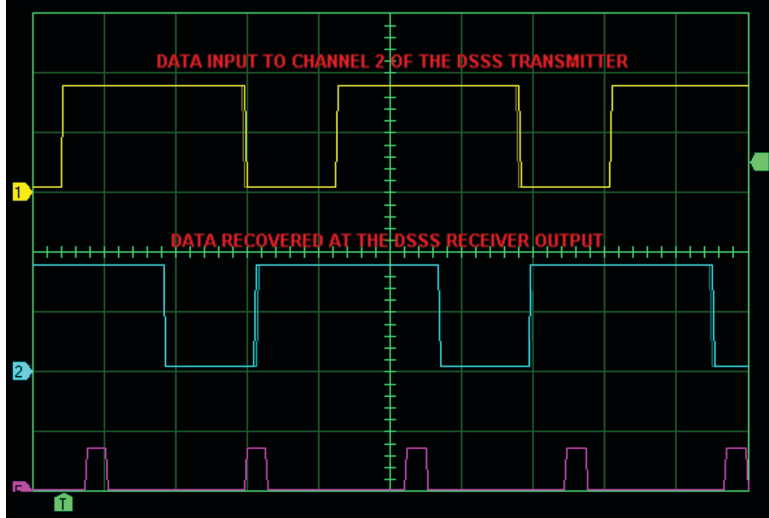 DATA INPUT TO CHANNEL 2 OF THE DSSS TRANSMITTER
1
DATA RECOVERED AT THE DSSS RECEIVER OUTPUT
2
T